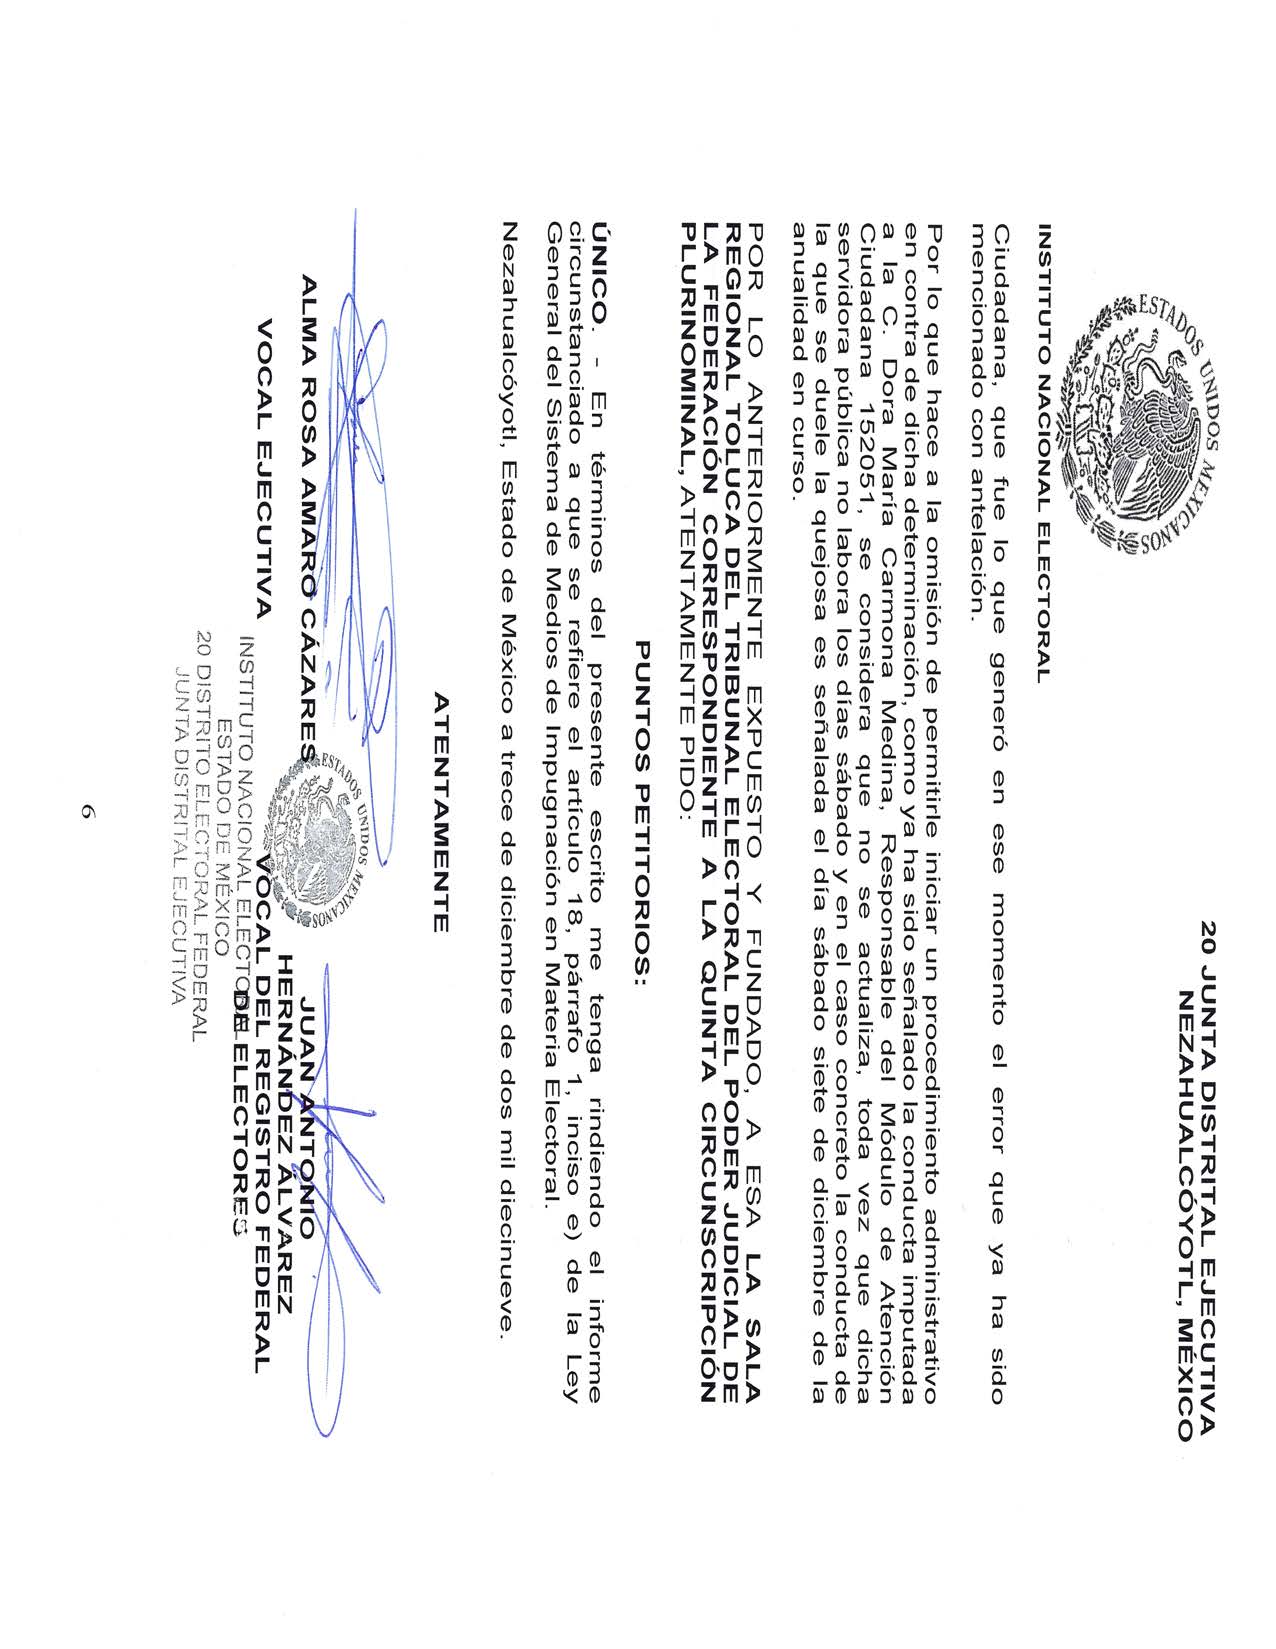 ESTADOS UNIDOS MEXICANOS
20 JUNTA DISTRITAL EJECUTIVA
NEZAHUALCÓYOTL, MÉXICO
INSTITUTO NACIONAL ELECTORAL
Ciudadana, que fue lo que generó en ese momento el error que ya ha sido
mencionado con antelación.
Por lo que hace a la omisión de permitirle iniciar un procedimiento administrativo
en contra de dicha determinación, como ya ha sido señalado la conducta imputada
a la C. Dora María Carmona Medina, Responsable del Módulo de Atención
Ciudadana 152051, se considera que no se actualiza, toda vez que dicha
servidora pública no labora los días sábado y en el caso concreto la conducta de
la que se duele la quejosa es señalada el día sábado siete de diciembre de la
anualidad en curso.
POR LO ANTERIORMENTE EXPUESTO Y FUNDADO, A ESA LA SALA
REGIONAL TOLUCA DEL TRIBUNAL ELECTORAL DEL PODER JUDICIAL DE
LA FEDERACIÓN CORRESPONDIENTE A LA QUINTA CIRCUNSCRIPCIÓN
PLURINOMINAL, ATENTAMENTE PIDO:
PUNTOS PETITORIOS:
ÚNICO. - En términos del presente escrito me tenga rindiendo el informe
circunstanciado a que se refiere el artículo 18, párrafo 1, inciso e) de la Ley
General del Sistema de Medios de Impugnación en Materia Electoral.
Nezahualcóyotl, Estado de México a trece de diciembre de dos mil diecinueve.
ATENTAMENTE
ESTADOS UNIDOS MEXICANOS
ALMA ROSA AMARO CÁZARES
VOCAL EJECUTIVA
JUAN ANTONIO
HERNÁNDEZ ÁLVAREZ
VOCAL DEL REGISTRO FEDERAL
DE ELECTORES
INSTITUTO NACIONAL ELECTORAL
ESTADO DE MÉXICO
20 DISTRITO ELECTORAL FEDERAL
JUNTA DISTRITAL EJECUTIVA
6